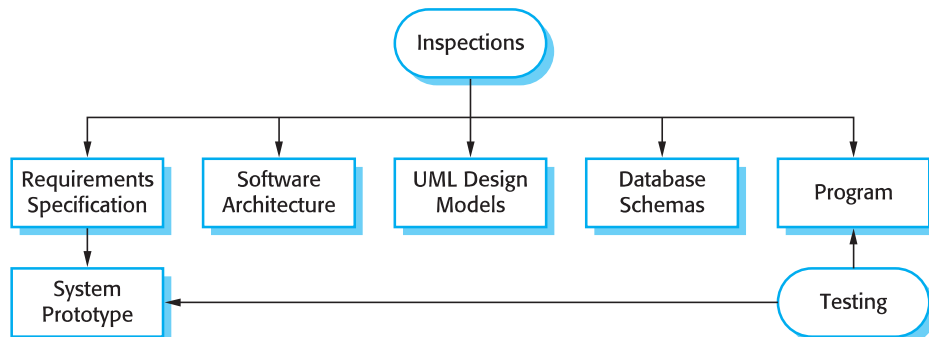 Inspections
Requirements
Specification
Software
Architecture
UML Design
Models
Database
Schemas
Program
System
Prototype
Testing